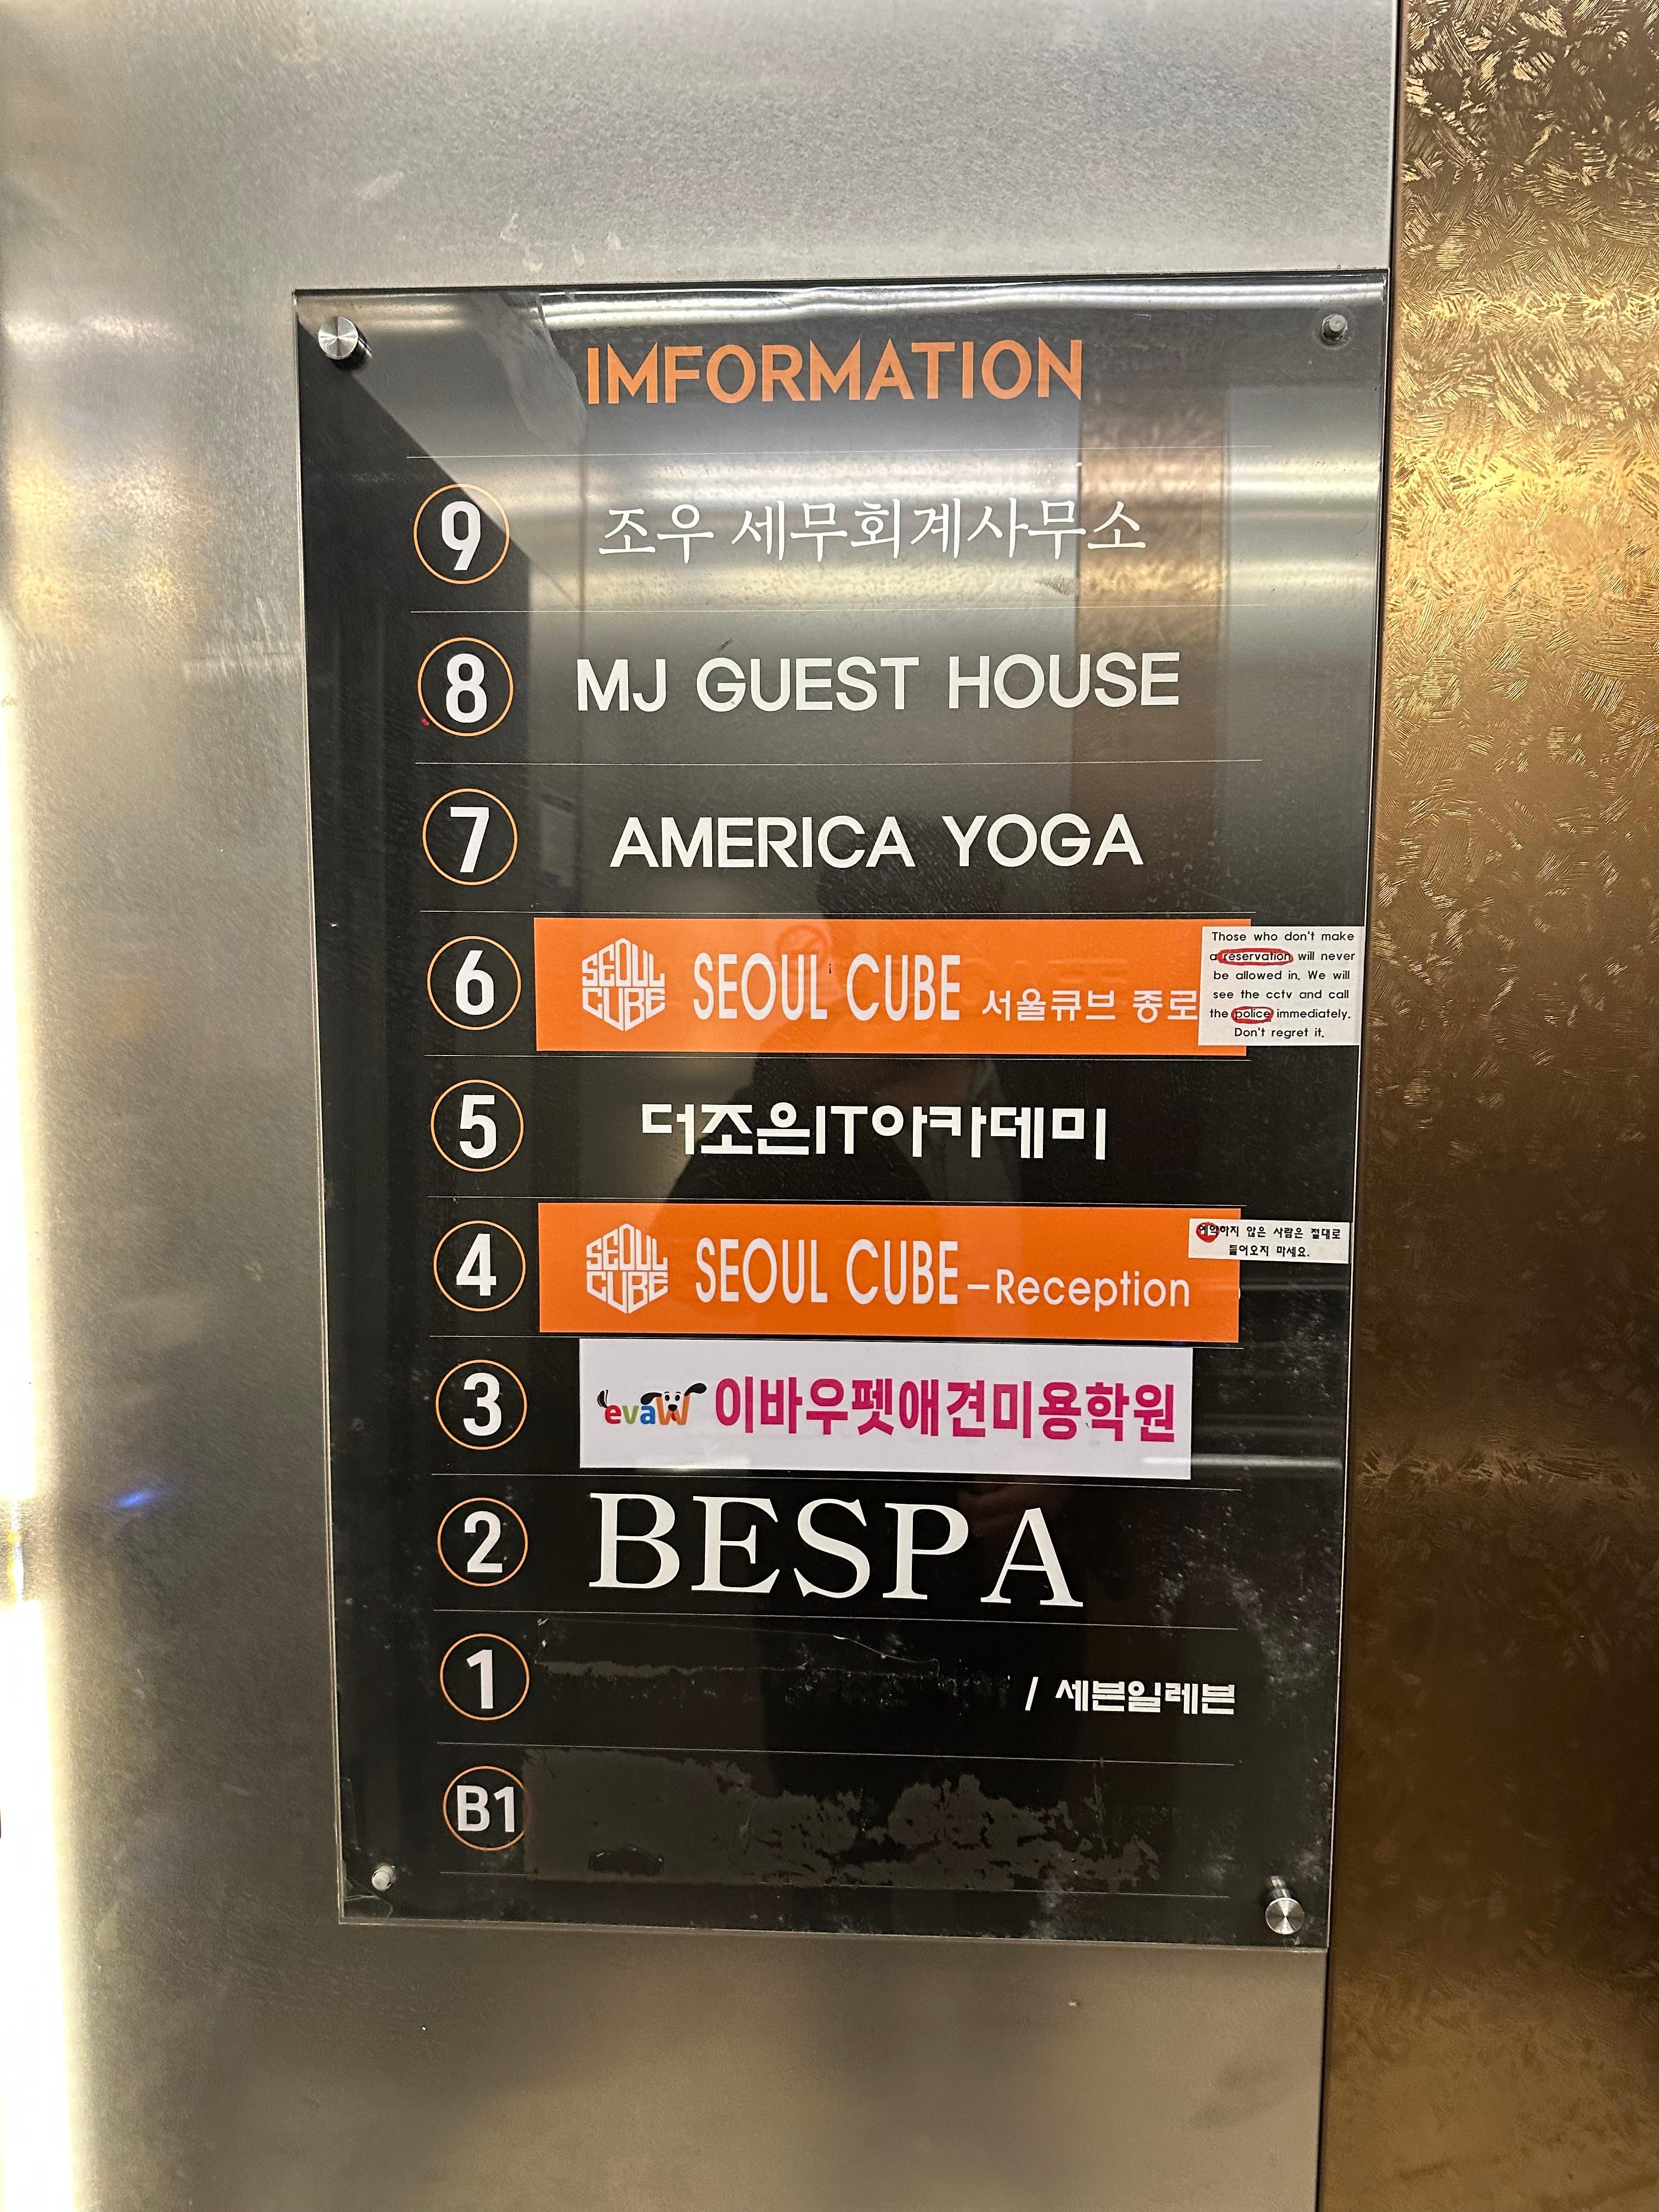 IMFORMATION
9 조우 세무회계사무소
8 MJ GUEST HOUSE
7 AMERICA YOGA
6 SEOUL CUBE SEOUL CUBE 서울큐브 종로
Those who don't make
a reservation will never
be allowed in. We will
see the cctv and call
the police immediately.
Don't regret it.
5 더조은IT아카데미
4 SEOUL CUBE SEOUL CUBE -Reception
예약하지 않은 사람은 절대로
들어오지 마세요.
3 evaW 이바우펫애견미용학원
2 BESPA
1 / 세븐일레븐
B1